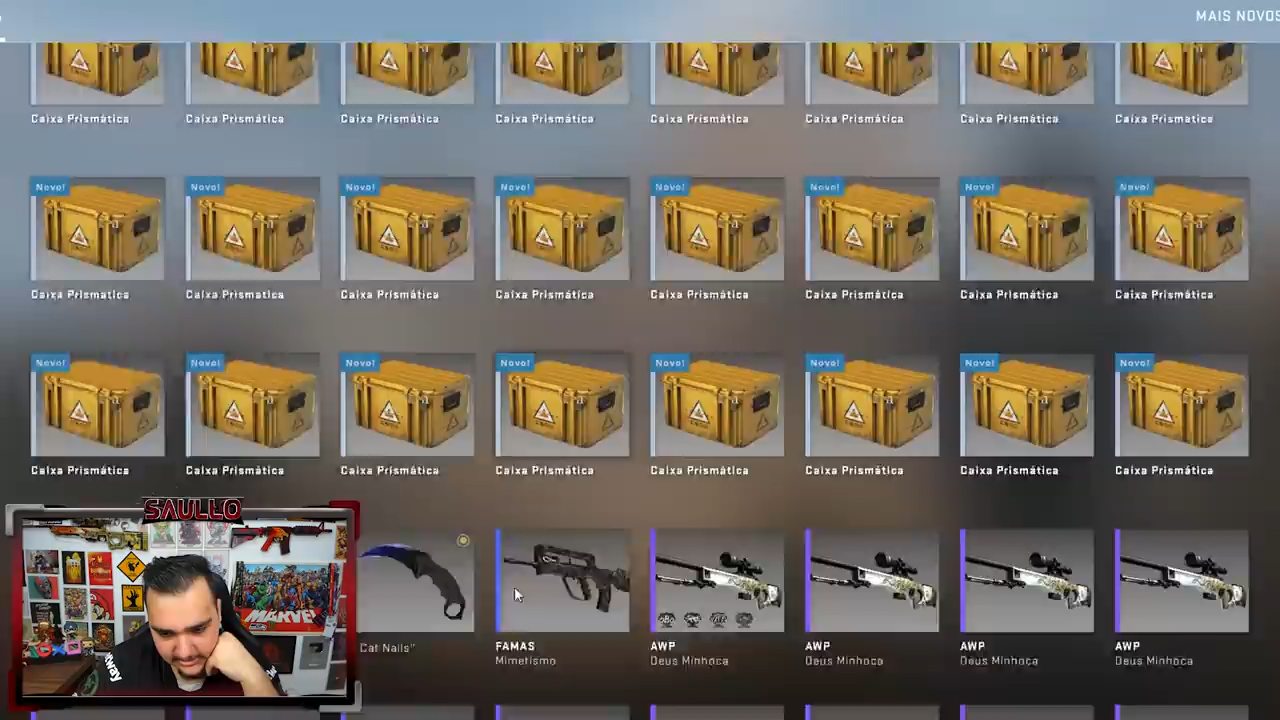 MAIS NOVOS
Caixa Prismática Caixa Prismática Caixa Prismática Caixa Prismática Caixa Prismática Caixa Prismática Caixa Prismática Caixa Prismática
Novo! Novo! Novo! Novo! Novo! Novo! Novo! Novo!
Caixa Prismática Caixa Prismática Caixa Prismática Caixa Prismática Caixa Prismática Caixa Prismática Caixa Prismática Caixa Prismática
Novo! Novo! Novo! Novo! Novo! Novo! Novo! Novo!
Caixa Prismática Caixa Prismática Caixa Prismática Caixa Prismática Caixa Prismática Caixa Prismática Caixa Prismática Caixa Prismática
SAULLO
MARVEL
way
Cat Nails"
FAMAS AWP AWP AWP AWP
Mimetismo Deus Minhoca Deus Minhoca Deus Minhoca Deus Minhoca